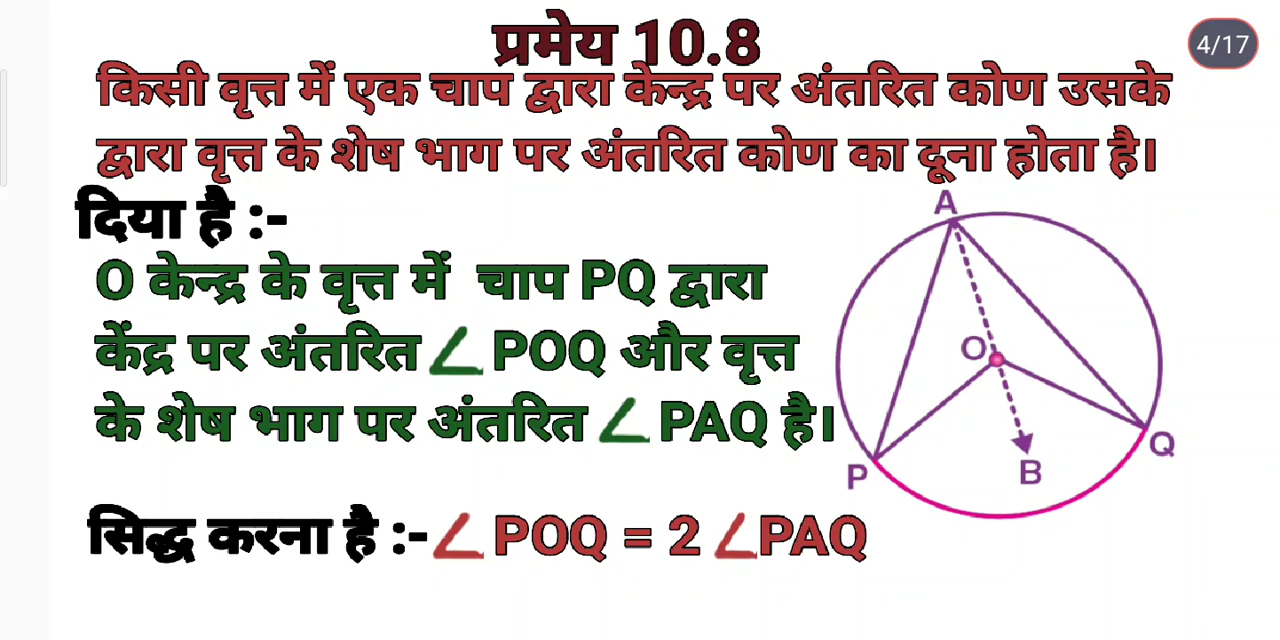 प्रमेय 10.8
4/17
किसी वृत्त में एक चाप द्वारा केन्द्र पर अंतरित कोण उसके
द्वारा वृत्त के शेष भाग पर अंतरित कोण का दूना होता है।
दिया है :-
O केन्द्र के वृत्त में चाप PQ द्वारा
केंद्र पर अंतरित ∠POQ और वृत्त
के शेष भाग पर अंतरित ∠PAQ है।
A
O
P
B
Q
सिद्ध करना है :- ∠POQ = 2 ∠PAQ